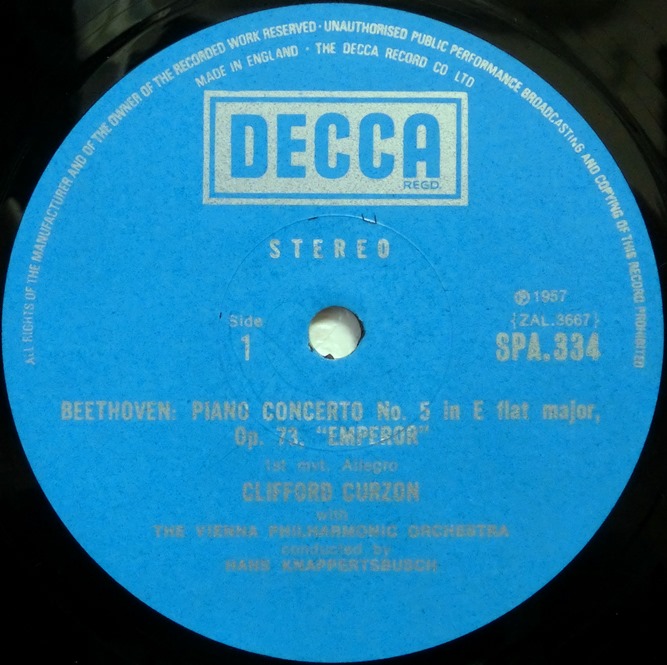 ALL RIGHTS OF THE MANUFACTURER AND OF THE OWNER OF THE RECORDED WORK RESERVED · UNAUTHORISED PUBLIC PERFORMANCE BROADCASTING AND COPYING OF THIS RECORD PROHIBITED
MADE IN ENGLAND · THE DECCA RECORD CO LTD
DECCA
REGD.
STEREO
Side
1
℗ 1957
(ZAL.3667)
SPA.334
BEETHOVEN: PIANO CONCERTO No. 5 in E flat major,
Op. 73. "EMPEROR"
1st mvt. Allegro
CLIFFORD CURZON
with
THE VIENNA PHILHARMONIC ORCHESTRA
conducted by
HANS KNAPPERTSBUSCH.